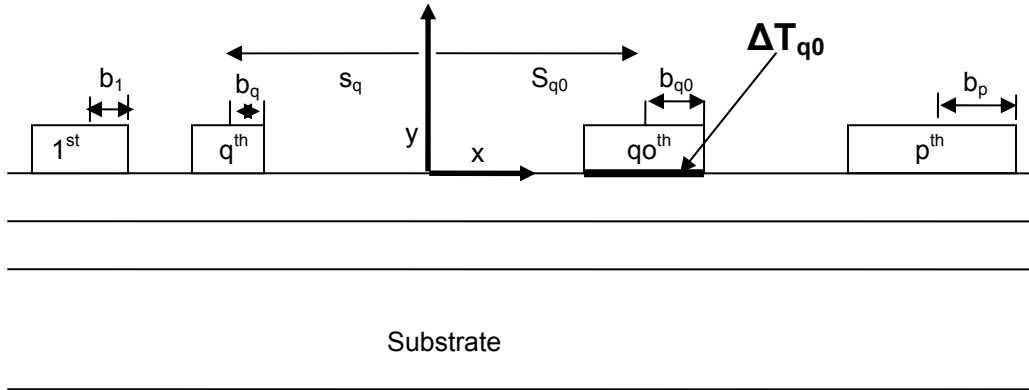 ΔT_q0
s_q
S_q0
b_1
b_q
b_q0
b_p
1^st
q^th
y
x
qo^th
p^th
Substrate